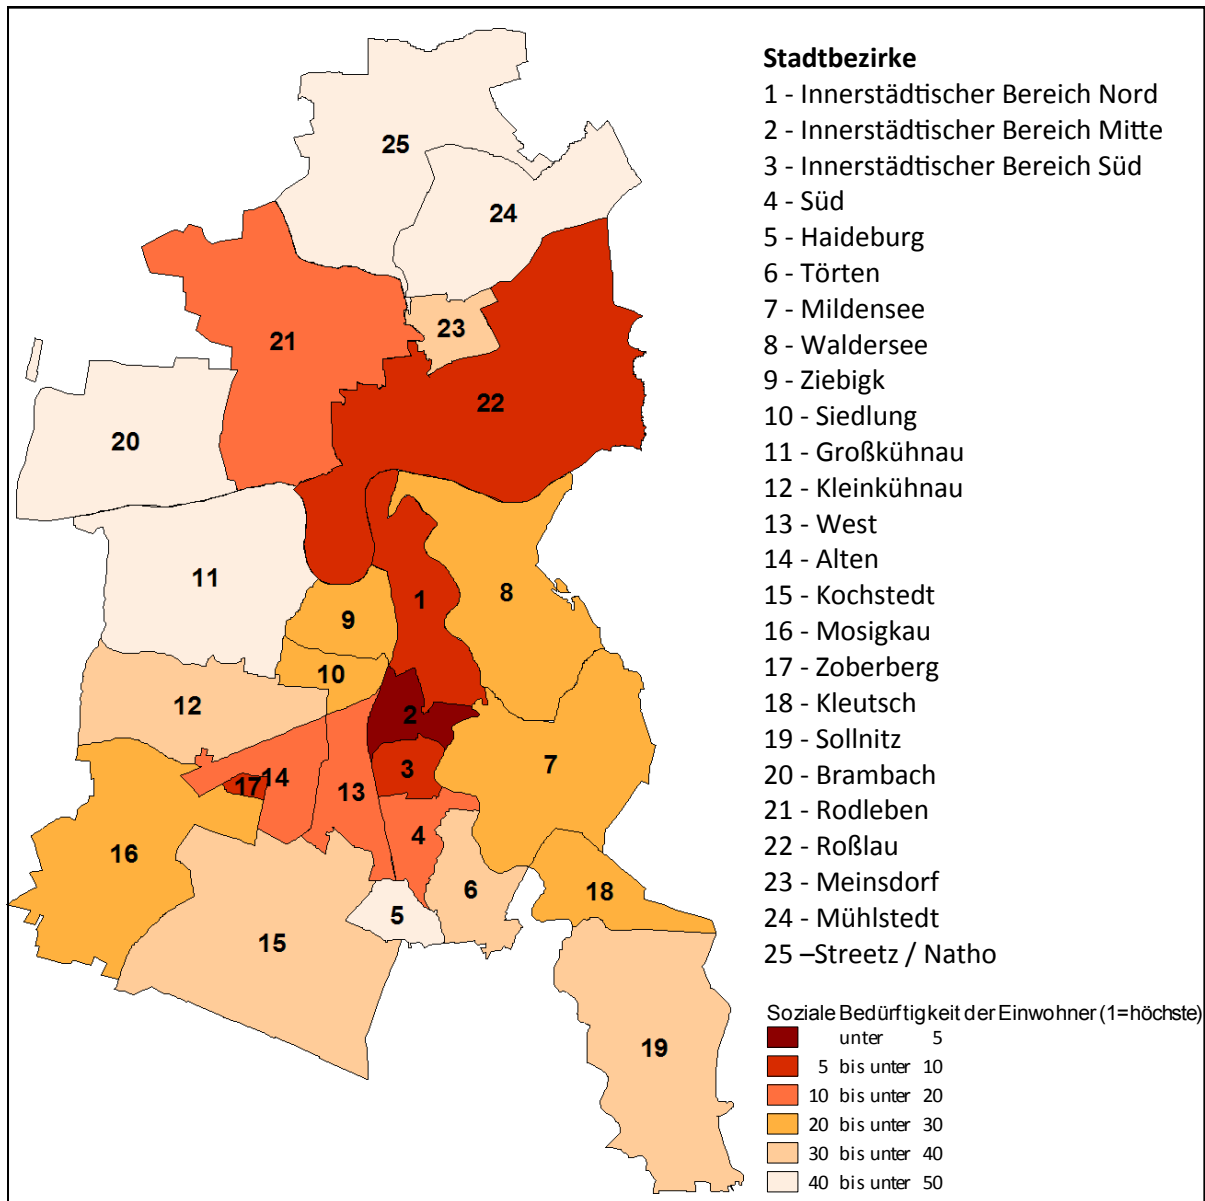 Stadtbezirke
1 - Innerstädtischer Bereich Nord
2 - Innerstädtischer Bereich Mitte
3 - Innerstädtischer Bereich Süd
4 - Süd
5 - Haideburg
6 - Törten
7 - Mildensee
8 - Waldersee
9 - Ziebigk
10 - Siedlung
11 - Großkühnau
12 - Kleinkühnau
13 - West
14 - Alten
15 - Kochstedt
16 - Mosigkau
17 - Zoberberg
18 - Kleutsch
19 - Sollnitz
20 - Brambach
21 - Rodleben
22 - Roßlau
23 - Meinsdorf
24 - Mühlstedt
25 –Streetz / Natho
Soziale Bedürftigkeit der Einwohner (1=höchste)
unter 5
5 bis unter 10
10 bis unter 20
20 bis unter 30
30 bis unter 40
40 bis unter 50
25
24
23
21
22
20
11
9
1
8
10
12
2
7
3
17
14
13
4
16
6
18
5
15
19